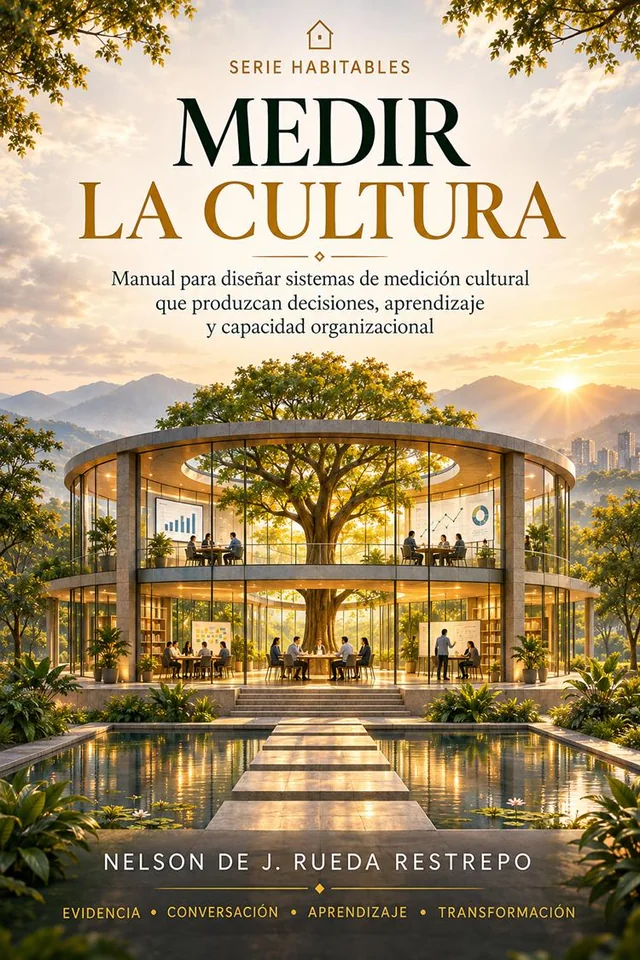 SERIE HABITABLES
MEDIR
LA CULTURA
Manual para diseñar sistemas de medición cultural
que produzcan decisiones, aprendizaje
y capacidad organizacional
NELSON DE J. RUEDA RESTREPO
EVIDENCIA • CONVERSACIÓN • APRENDIZAJE • TRANSFORMACIÓN